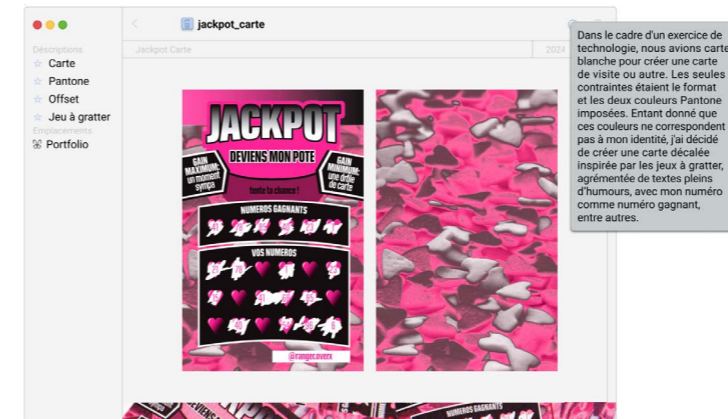 jackpot_carte
Déscriptions
Jackpot Carte
2024
Carte
Pantone
Offset
Jeu à gratter
Emplacements
Portfolio
Dans le cadre d'un exercice de
technologie, nous avions carte
blanche pour créer une carte
de visite ou autre. Les seules
contraintes étaient le format
et les deux couleurs Pantone
imposées. Entant donné que
ces couleurs ne correspondent
pas à mon identité, j'ai décidé
de créer une carte décalée
inspirée par les jeux à gratter,
agrémentée de textes pleins
d'humours, avec mon numéro
comme numéro gagnant,
entre autres.
JACKPOT
DEVIENS MON POTE
GAIN
MAXIMUM:
un moment
sympa
GAIN
MINIMUM:
une drôle
de carte
tente ta chance !
NUMEROS GAGNANTS
VOS NUMEROS
@rangecoverx
NUMEROS GAGNANTS